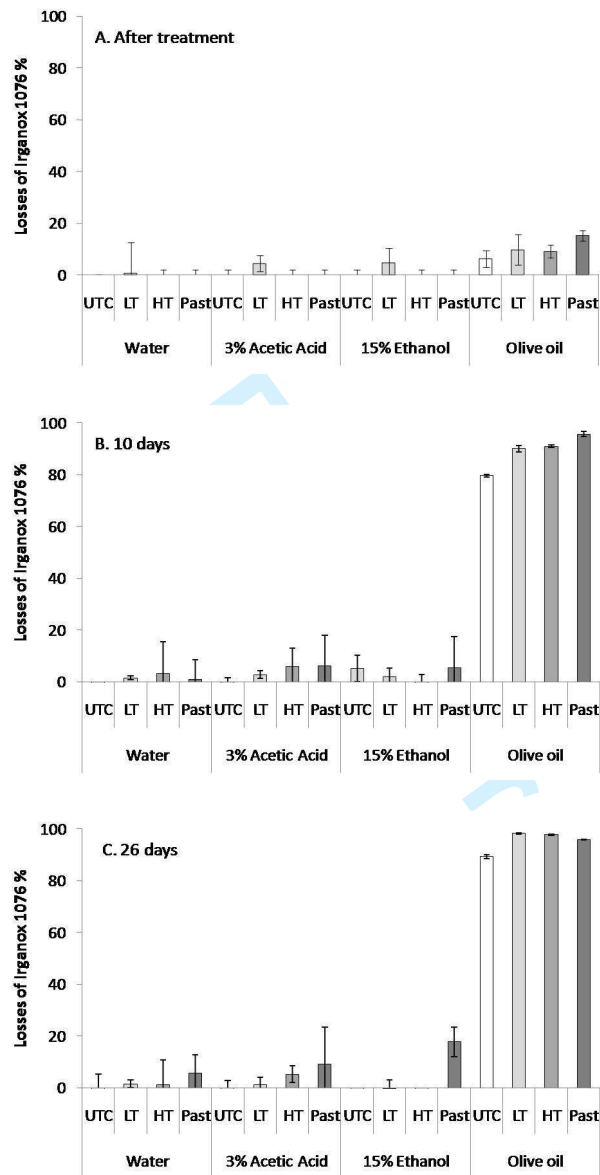 A. After treatment
Losses of Irganox 1076 %
100
80
60
40
20
0
UTC LT HT Past UTC LT HT Past UTC LT HT Past UTC LT HT Past
Water 3% Acetic Acid 15% Ethanol Olive oil
B. 10 days
Losses of Irganox 1076 %
100
80
60
40
20
0
UTC LT HT Past UTC LT HT Past UTC LT HT Past UTC LT HT Past
Water 3% Acetic Acid 15% Ethanol Olive oil
C. 26 days
Losses of Irganox 1076 %
100
80
60
40
20
0
UTC LT HT Past UTC LT HT Past UTC LT HT Past UTC LT HT Past
Water 3% Acetic Acid 15% Ethanol Olive oil